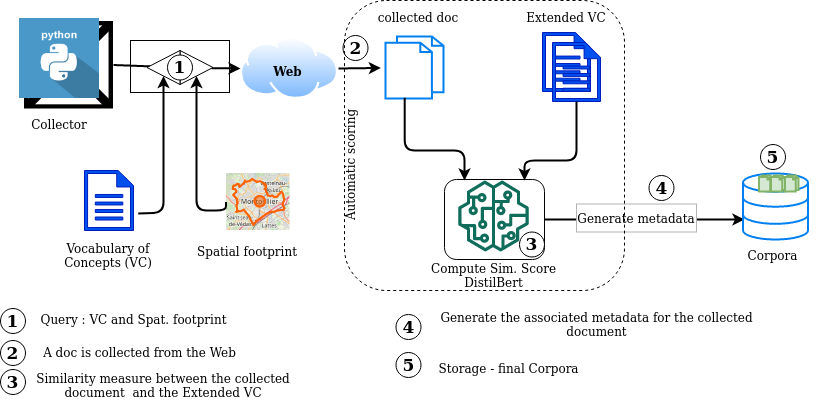 python
Collector
1
Web
2
collected doc
Extended VC
Automatic scoring
Vocabulary of
Concepts (VC)
Montpellier
Lattes
Spatial footprint
3
Compute Sim. Score
DistilBert
4
Generate metadata
5
Corpora
1 Query : VC and Spat. footprint
2 A doc is collected from the Web
3 Similarity measure between the collected
document and the Extended VC
4 Generate the associated metadata for the collected
document
5 Storage - final Corpora